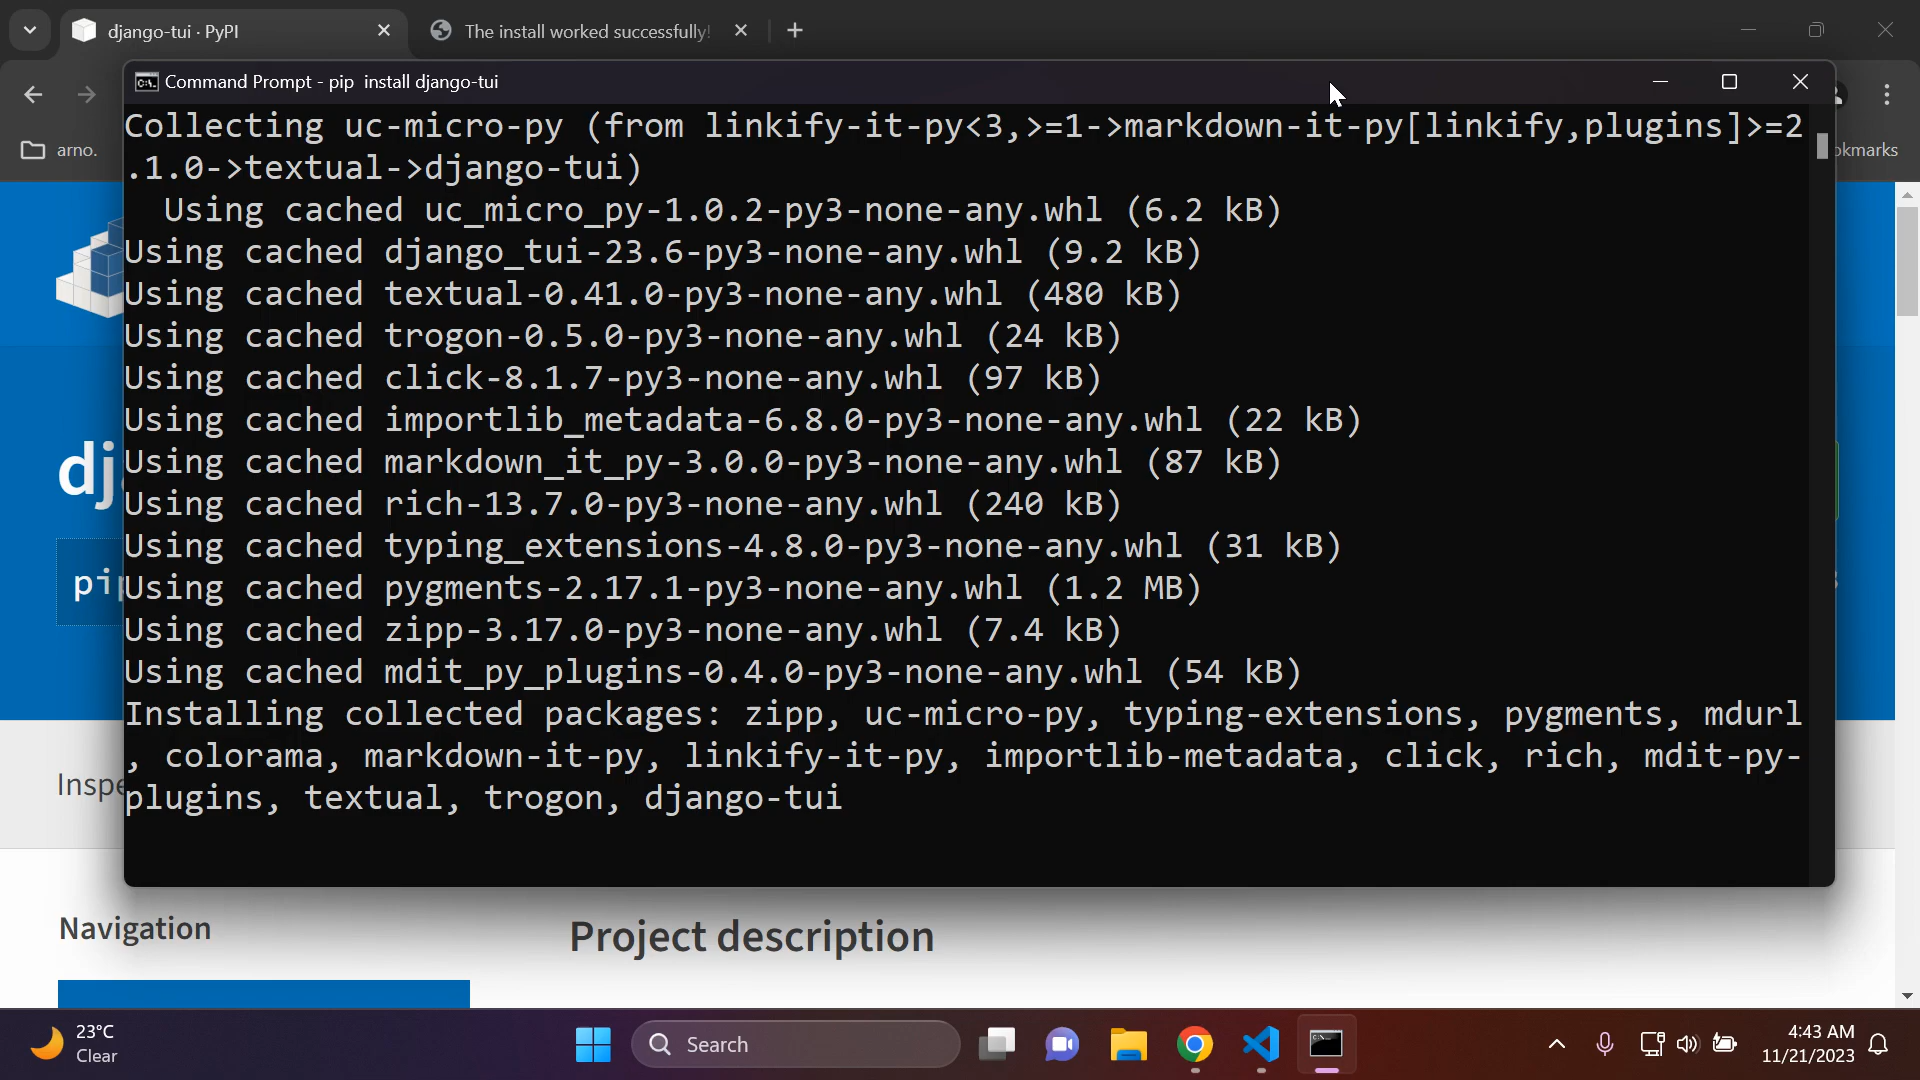 django-tui · PyPI
The install worked successfully!
Command Prompt - pip  install django-tui
arno.
okmarks
Collecting uc-micro-py (from linkify-it-py<3,>=1->markdown-it-py[linkify,plugins]>=2
.1.0->textual->django-tui)
  Using cached uc_micro_py-1.0.2-py3-none-any.whl (6.2 kB)
Using cached django_tui-23.6-py3-none-any.whl (9.2 kB)
Using cached textual-0.41.0-py3-none-any.whl (480 kB)
Using cached trogon-0.5.0-py3-none-any.whl (24 kB)
Using cached click-8.1.7-py3-none-any.whl (97 kB)
Using cached importlib_metadata-6.8.0-py3-none-any.whl (22 kB)
Using cached markdown_it_py-3.0.0-py3-none-any.whl (87 kB)
Using cached rich-13.7.0-py3-none-any.whl (240 kB)
Using cached typing_extensions-4.8.0-py3-none-any.whl (31 kB)
Using cached pygments-2.17.1-py3-none-any.whl (1.2 MB)
Using cached zipp-3.17.0-py3-none-any.whl (7.4 kB)
Using cached mdit_py_plugins-0.4.0-py3-none-any.whl (54 kB)
Installing collected packages: zipp, uc-micro-py, typing-extensions, pygments, mdurl
, colorama, markdown-it-py, linkify-it-py, importlib-metadata, click, rich, mdit-py-
plugins, textual, trogon, django-tui
dj
pip
Inspe
Navigation
Project description
23°C
Clear
Search
4:43 AM
11/21/2023